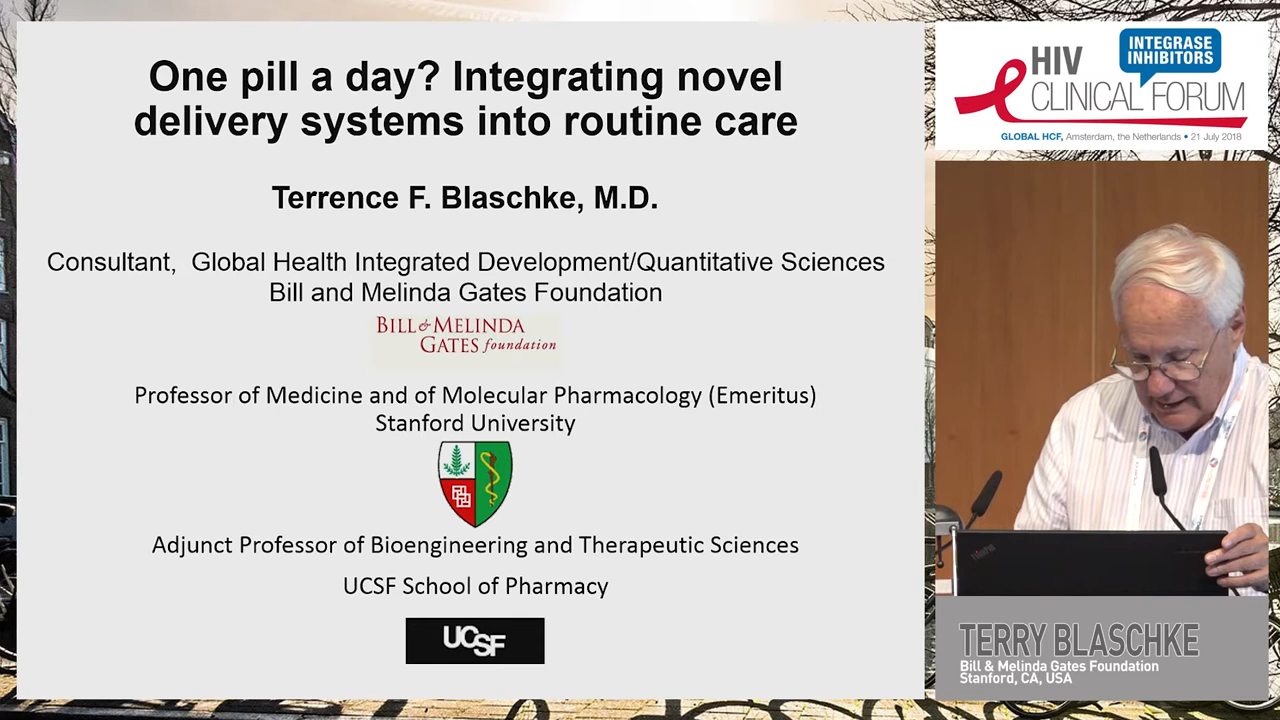 One pill a day? Integrating novel
delivery systems into routine care
Terrence F. Blaschke, M.D.
Consultant,  Global Health Integrated Development/Quantitative Sciences
Bill and Melinda Gates Foundation
BILL & MELINDA
GATES foundation
Professor of Medicine and of Molecular Pharmacology (Emeritus)
Stanford University
Adjunct Professor of Bioengineering and Therapeutic Sciences
UCSF School of Pharmacy
UCSF
INTEGRASE
INHIBITORS
HIV
CLINICAL FORUM
GLOBAL HCF, Amsterdam, the Netherlands • 21 July 2018
ThinkPad
TERRY BLASCHKE
Bill & Melinda Gates Foundation
Stanford, CA, USA